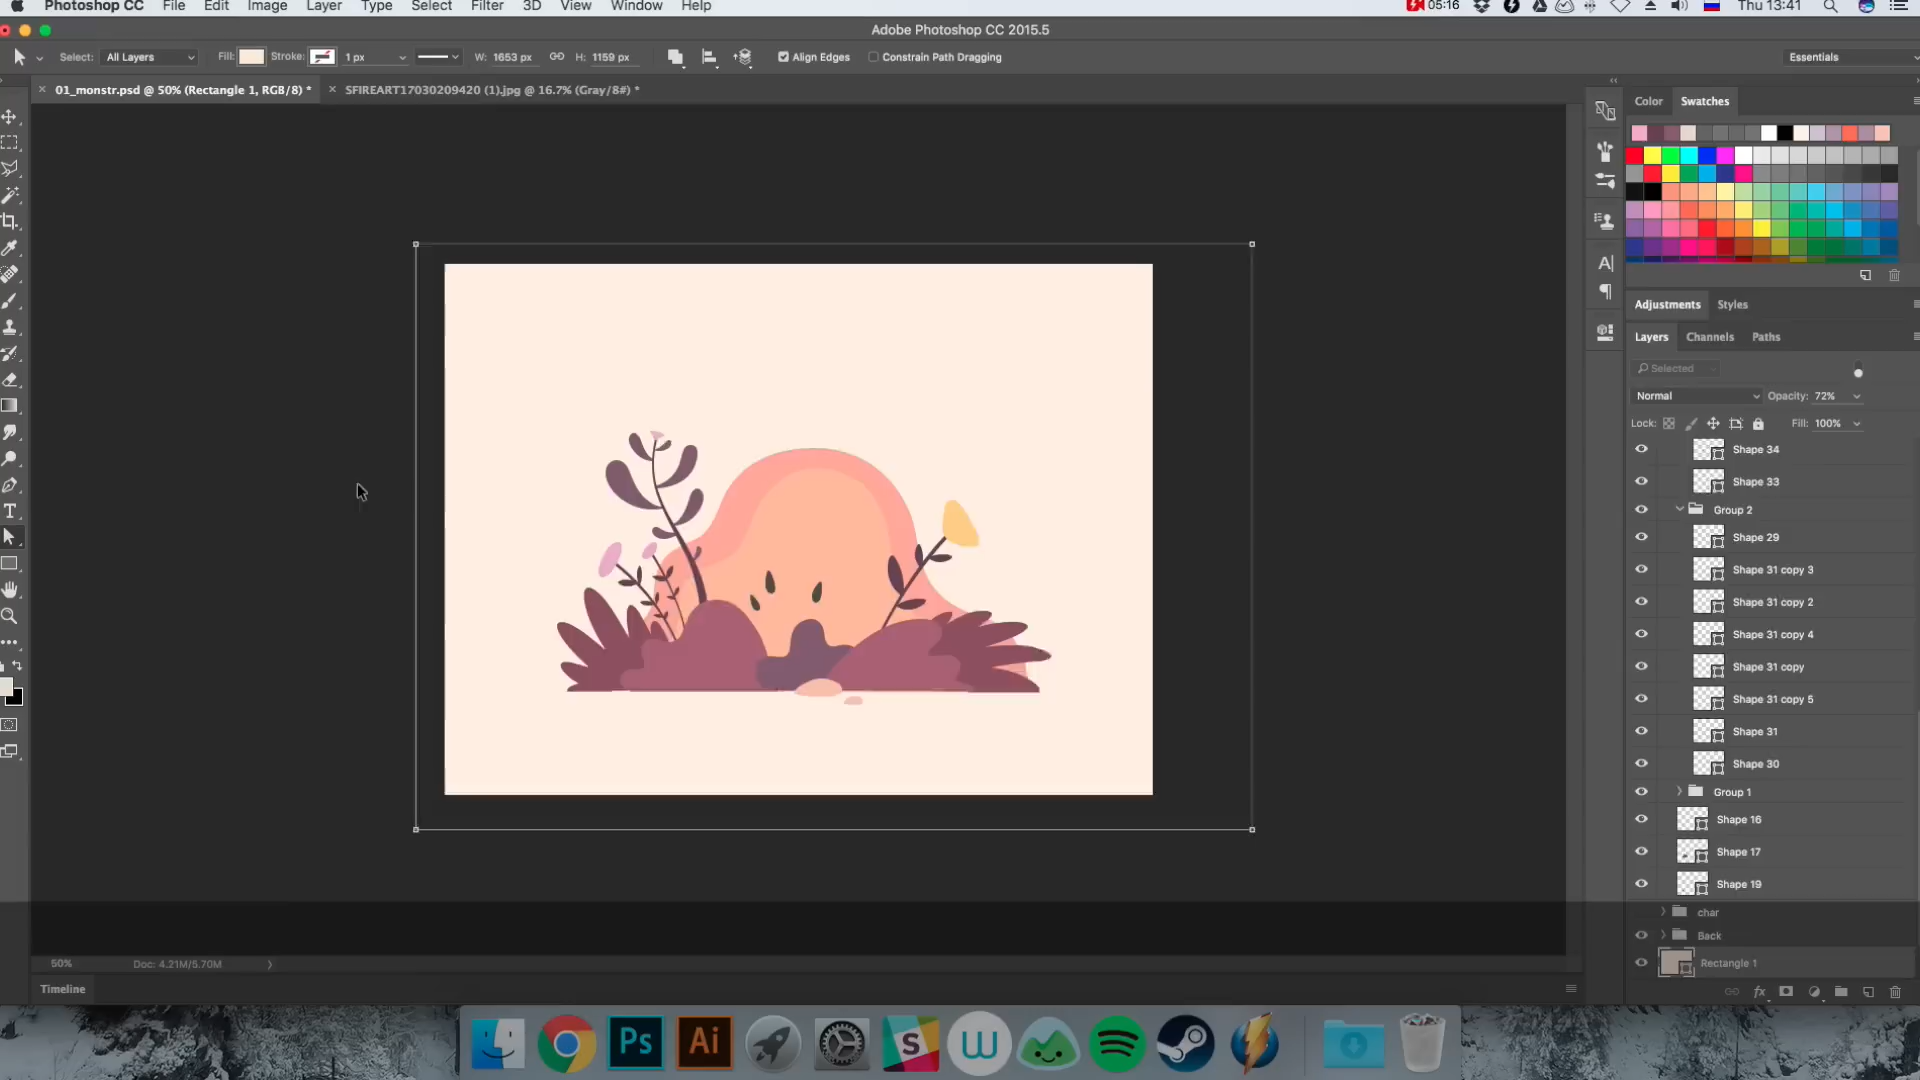 Photoshop CC File Edit Image Layer Type Select Filter 3D View Window Help 05:16 Thu 13:41
Adobe Photoshop CC 2015.5
Select: All Layers Fill: Stroke: 1 px W: 1653 px H: 1159 px Align Edges Constrain Path Dragging Essentials
01_monstr.psd @ 50% (Rectangle 1, RGB/8) * SFIREART17030209420 (1).jpg @ 16.7% (Gray/8#) *
Color Swatches
Adjustments Styles
Layers Channels Paths
Selected
Normal Opacity: 72%
Lock: Fill: 100%
Shape 34
Shape 33
Group 2
Shape 29
Shape 31 copy 3
Shape 31 copy 2
Shape 31 copy 4
Shape 31 copy
Shape 31 copy 5
Shape 31
Shape 30
Group 1
Shape 16
Shape 17
Shape 19
char
Back
Rectangle 1
fx
50% Doc: 4.21M/5.70M
Timeline
Ps Ai